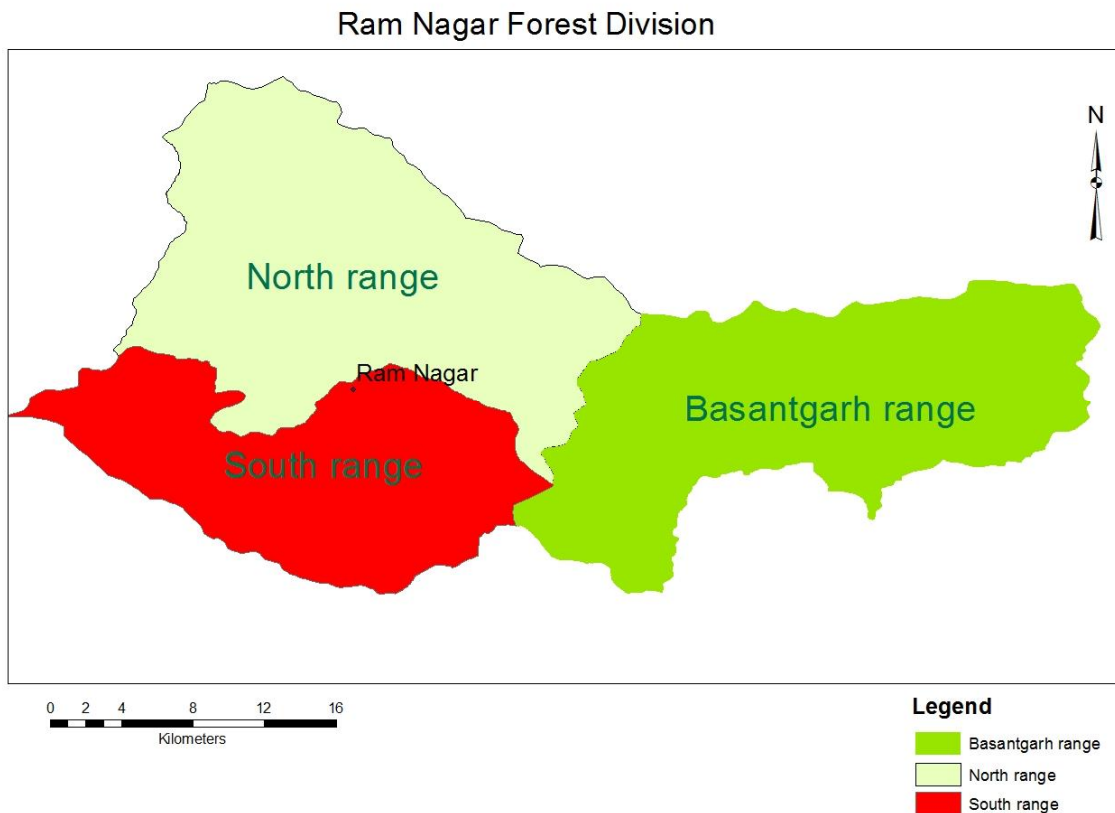 Ram Nagar Forest Division
N
North range
Ram Nagar
Basantgarh range
South range
0 2 4 8 12 16
Kilometers
Legend
Basantgarh range
North range
South range